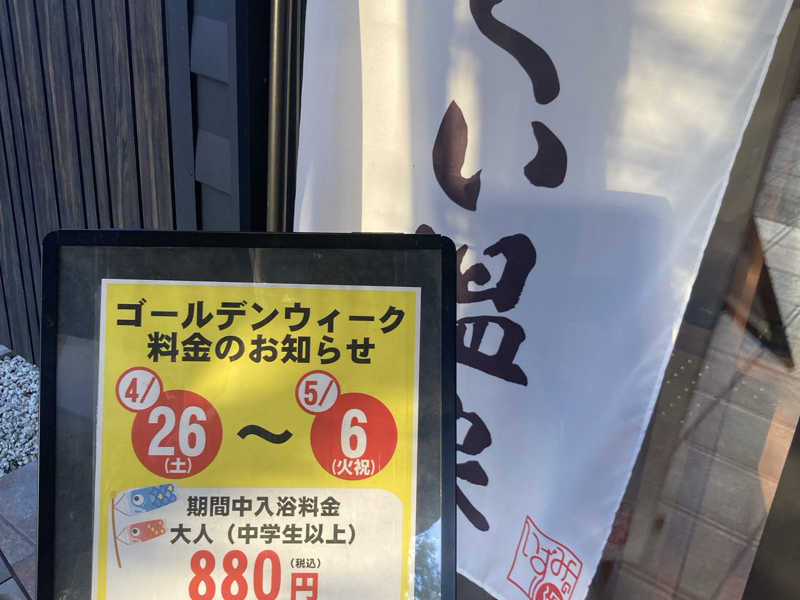 ゴールデンウィーク
料金のお知らせ
4/26(土)～5/6(火祝)
期間中入浴料金
大人（中学生以上）
880円(税込)
い温